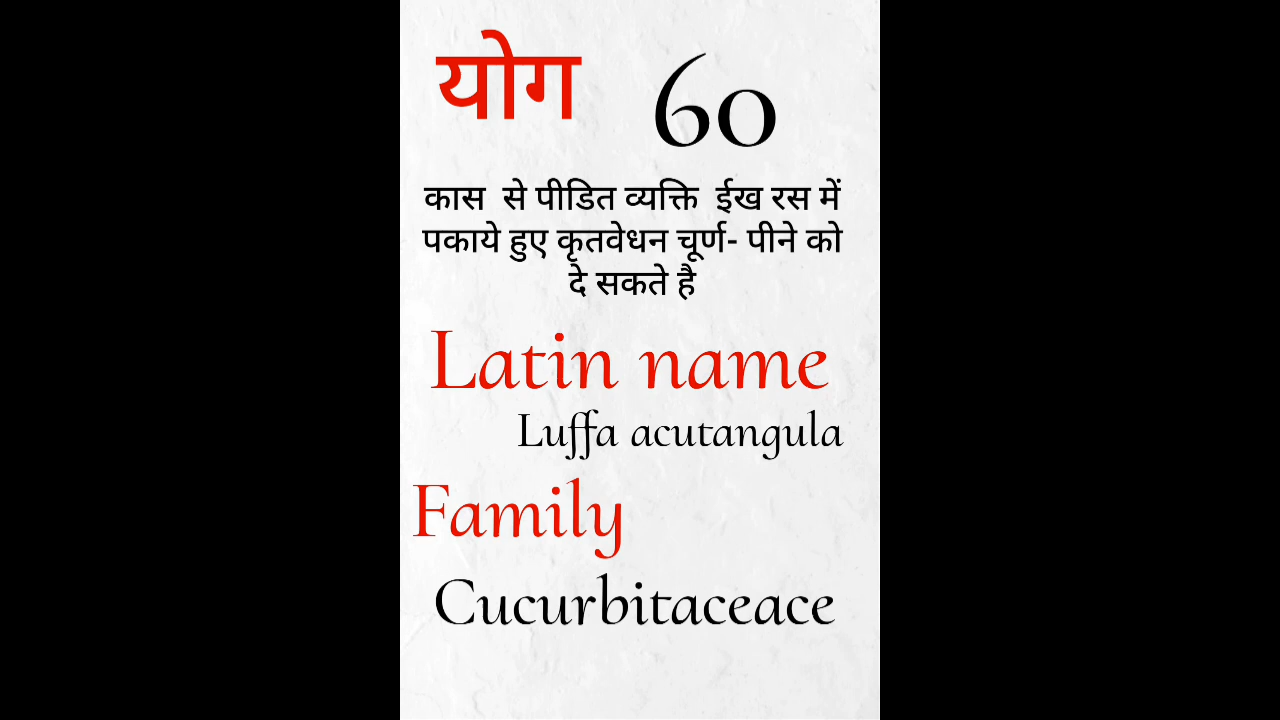 योग 60
कास से पीडित व्यक्ति ईख रस में
पकाये हुए कृतवेधन चूर्ण- पीने को
दे सकते है
Latin name
Luffa acutangula
Family
Cucurbitaceace